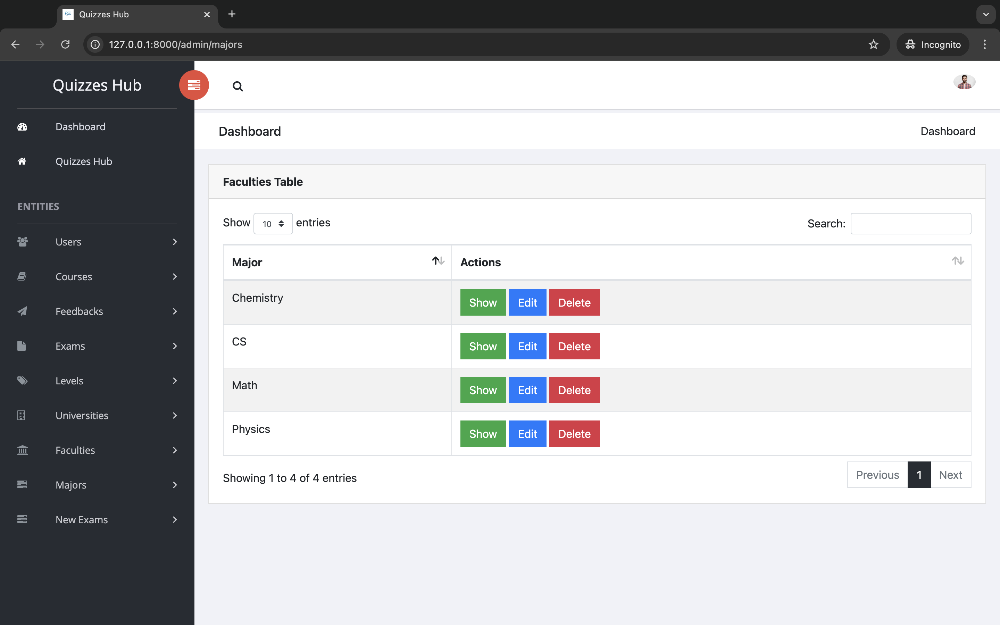 Quizzes Hub
127.0.0.1:8000/admin/majors
Incognito
Quizzes Hub
Dashboard
Quizzes Hub
ENTITIES
Users
Courses
Feedbacks
Exams
Levels
Universities
Faculties
Majors
New Exams
Dashboard
Dashboard
Faculties Table
Show 10 entries
Search:
Major Actions
Chemistry Show Edit Delete
CS Show Edit Delete
Math Show Edit Delete
Physics Show Edit Delete
Showing 1 to 4 of 4 entries
Previous 1 Next